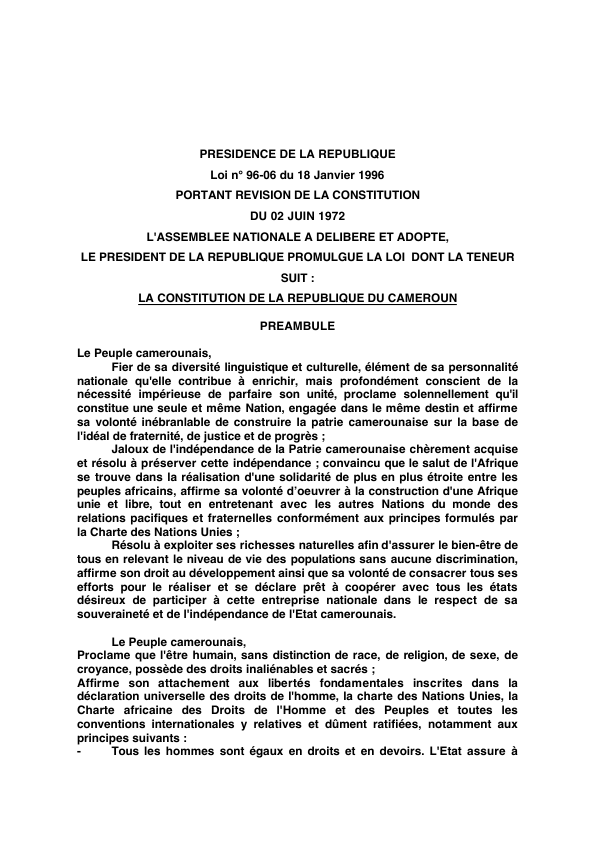 PRESIDENCE DE LA REPUBLIQUE
Loi n° 96-06 du 18 Janvier 1996
PORTANT REVISION DE LA CONSTITUTION
DU 02 JUIN 1972
L'ASSEMBLEE NATIONALE A DELIBERE ET ADOPTE,
LE PRESIDENT DE LA REPUBLIQUE PROMULGUE LA LOI DONT LA TENEUR
SUIT :
LA CONSTITUTION DE LA REPUBLIQUE DU CAMEROUN
PREAMBULE
Le Peuple camerounais,
Fier de sa diversité linguistique et culturelle, élément de sa personnalité
nationale qu'elle contribue à enrichir, mais profondément conscient de la
nécessité impérieuse de parfaire son unité, proclame solennellement qu'il
constitue une seule et même Nation, engagée dans le même destin et affirme
sa volonté inébranlable de construire la patrie camerounaise sur la base de
l'idéal de fraternité, de justice et de progrès ;
Jaloux de l'indépendance de la Patrie camerounaise chèrement acquise
et résolu à préserver cette indépendance ; convaincu que le salut de l'Afrique
se trouve dans la réalisation d'une solidarité de plus en plus étroite entre les
peuples africains, affirme sa volonté d’oeuvrer à la construction d'une Afrique
unie et libre, tout en entretenant avec les autres Nations du monde des
relations pacifiques et fraternelles conformément aux principes formulés par
la Charte des Nations Unies ;
Résolu à exploiter ses richesses naturelles afin d'assurer le bien-être de
tous en relevant le niveau de vie des populations sans aucune discrimination,
affirme son droit au développement ainsi que sa volonté de consacrer tous ses
efforts pour le réaliser et se déclare prêt à coopérer avec tous les états
désireux de participer à cette entreprise nationale dans le respect de sa
souveraineté et de l'indépendance de l'Etat camerounais.
Le Peuple camerounais,
Proclame que l'être humain, sans distinction de race, de religion, de sexe, de
croyance, possède des droits inaliénables et sacrés ;
Affirme son attachement aux libertés fondamentales inscrites dans la
déclaration universelle des droits de l'homme, la charte des Nations Unies, la
Charte africaine des Droits de l'Homme et des Peuples et toutes les
conventions internationales y relatives et dûment ratifiées, notamment aux
principes suivants :
- Tous les hommes sont égaux en droits et en devoirs. L'Etat assure à